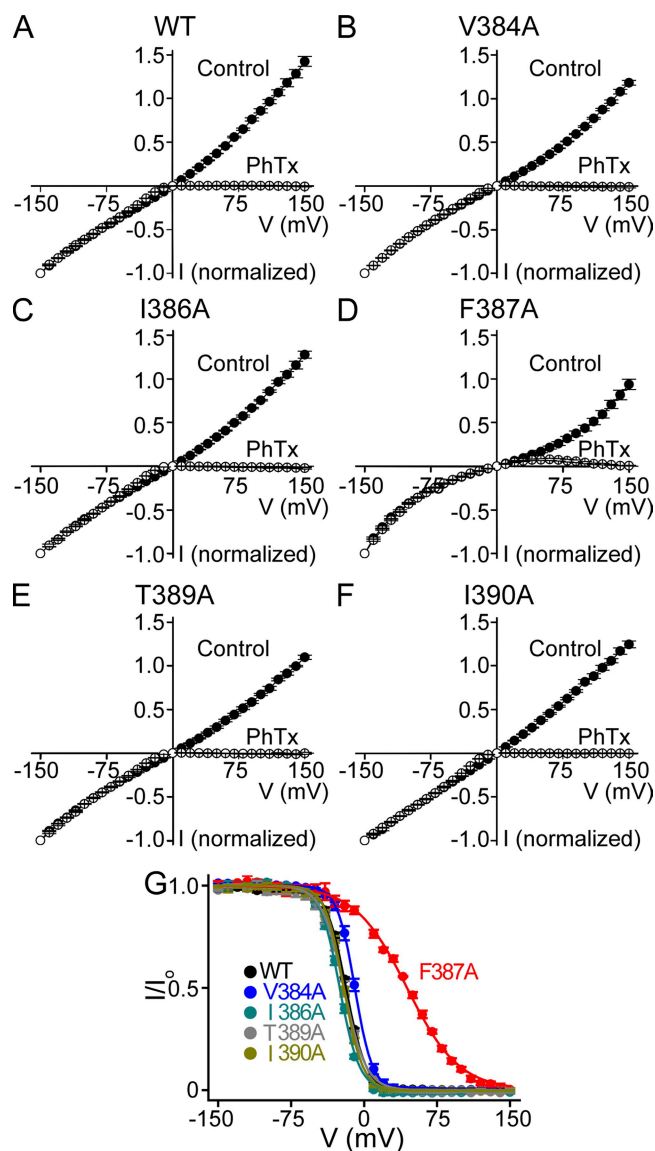 A WT
1.5
Control
1.0
0.5
PhTx
-150 -75 75 150
V (mV)
-0.5
-1.0 I (normalized)
B V384A
1.5
Control
1.0
0.5
PhTx
-150 -75 75 150
V (mV)
-0.5
-1.0 I (normalized)
C I386A
1.5
Control
1.0
0.5
PhTx
-150 -75 75 150
V (mV)
-0.5
-1.0 I (normalized)
D F387A
1.5
Control
1.0
0.5
PhTx
-150 -75 75 150
V (mV)
-0.5
-1.0 I (normalized)
E T389A
1.5
Control
1.0
0.5
PhTx
-150 -75 75 150
V (mV)
-0.5
-1.0 I (normalized)
F I390A
1.5
Control
1.0
0.5
PhTx
-150 -75 75 150
V (mV)
-0.5
-1.0 I (normalized)
G 1.0
I/Io
0.5
0
WT
V384A
I 386A
T389A
I 390A
F387A
-150 -75 0 75 150
V (mV)